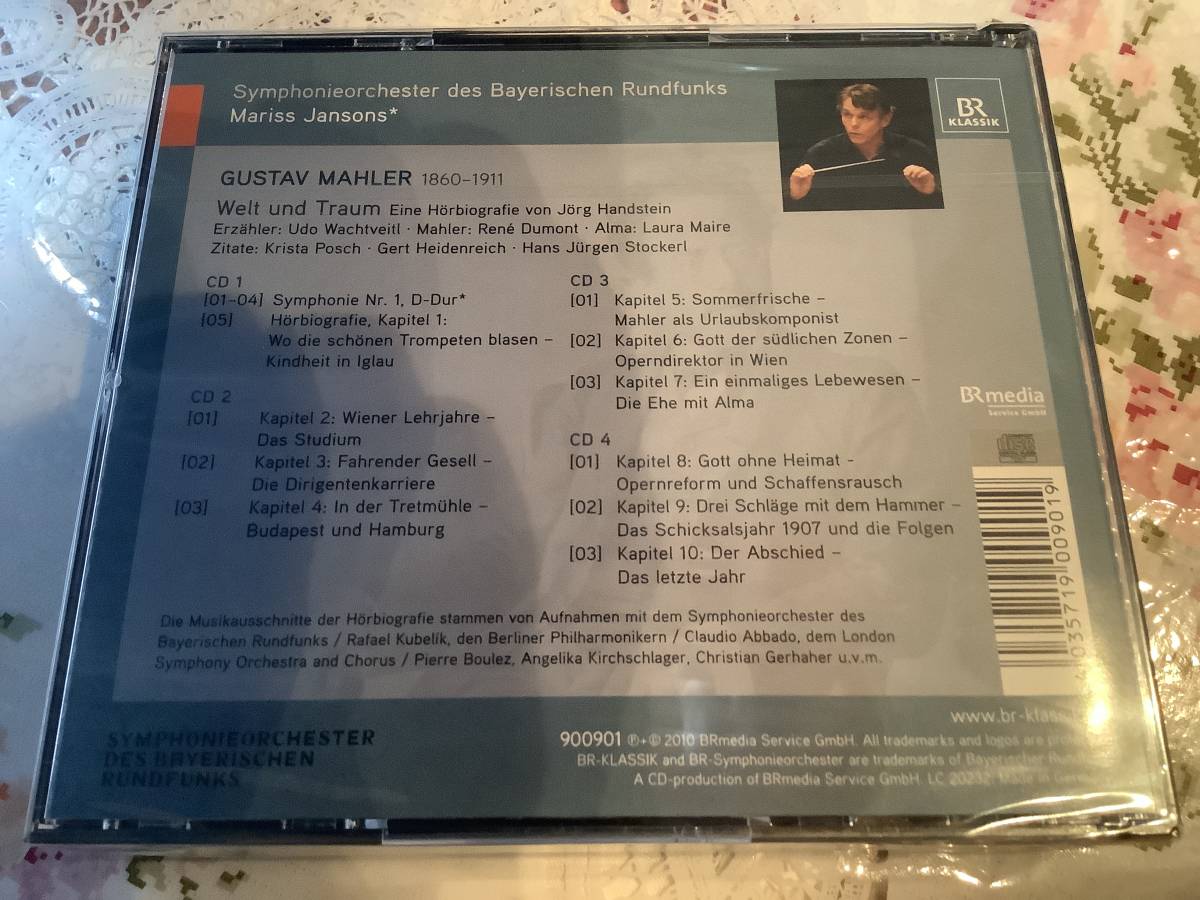 Symphonieorchester des Bayerischen Rundfunks
Mariss Jansons*
BR
KLASSIK
GUSTAV MAHLER 1860–1911
Welt und Traum Eine Hörbiografie von Jörg Handstein
Erzähler: Udo Wachtveitl · Mahler: René Dumont · Alma: Laura Maire
Zitate: Krista Posch · Gert Heidenreich · Hans Jürgen Stockerl
CD 1
[01–04] Symphonie Nr. 1, D-Dur*
[05] Hörbiografie, Kapitel 1:
Wo die schönen Trompeten blasen –
Kindheit in Iglau
CD 2
[01] Kapitel 2: Wiener Lehrjahre –
Das Studium
[02] Kapitel 3: Fahrender Gesell –
Die Dirigentenkarriere
[03] Kapitel 4: In der Tretmühle –
Budapest und Hamburg
CD 3
[01] Kapitel 5: Sommerfrische –
Mahler als Urlaubskomponist
[02] Kapitel 6: Gott der südlichen Zonen –
Operndirektor in Wien
[03] Kapitel 7: Ein einmaliges Lebewesen –
Die Ehe mit Alma
CD 4
[01] Kapitel 8: Gott ohne Heimat –
Opernreform und Schaffensrausch
[02] Kapitel 9: Drei Schläge mit dem Hammer –
Das Schicksalsjahr 1907 und die Folgen
[03] Kapitel 10: Der Abschied –
Das letzte Jahr
BRmedia
Service GmbH
Die Musikausschnitte der Hörbiografie stammen von Aufnahmen mit dem Symphonieorchester des
Bayerischen Rundfunks / Rafael Kubelík, den Berliner Philharmonikern / Claudio Abbado, dem London
Symphony Orchestra and Chorus / Pierre Boulez, Angelika Kirchschlager, Christian Gerhaher u.v.m.
035719 009019
SYMPHONIEORCHESTER
DES BAYERISCHEN
RUNDFUNKS
www.br-klas
900901 ℗+© 2010 BRmedia Service GmbH. All trademarks and logos are
BR-KLASSIK and BR-Symphonieorchester are trademarks of Bayerischer
A CD-production of BRmedia Service GmbH. LC 20232. Made in